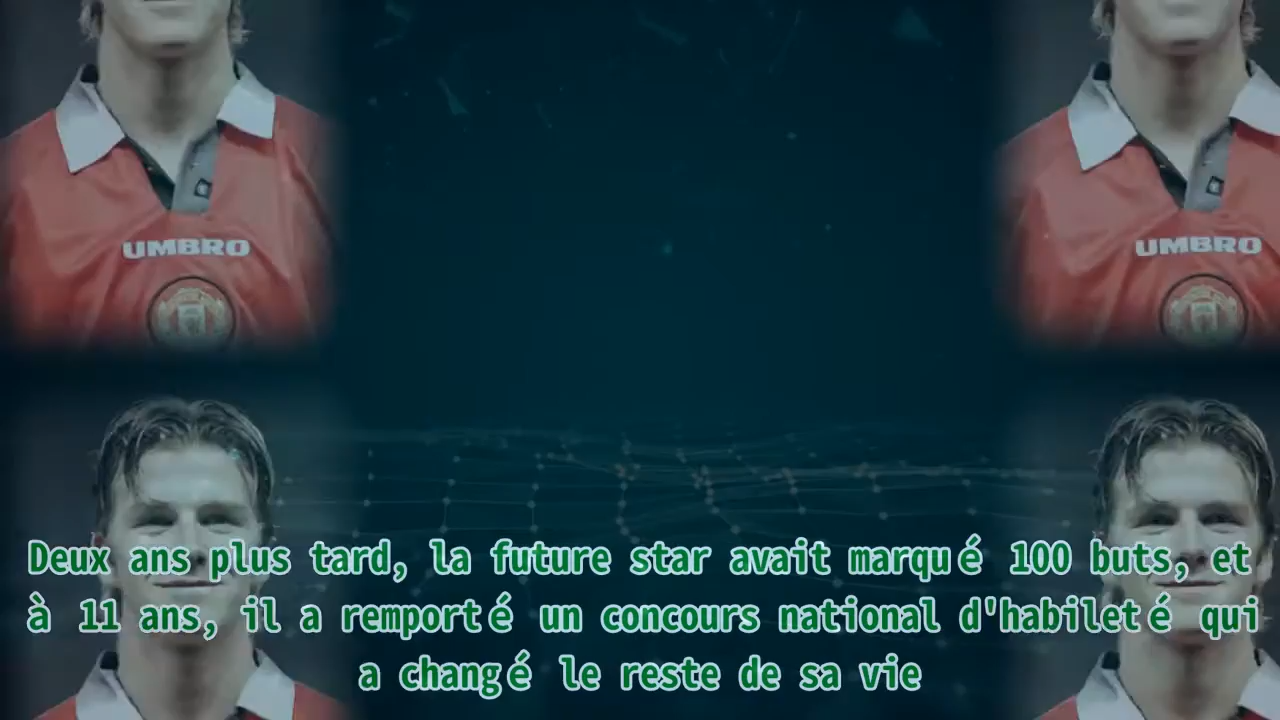 UMBRO
UMBRO
Deux ans plus tard, la future star avait marqué 100 buts, et
à 11 ans, il a remporté un concours national d'habileté qui
a changé le reste de sa vie